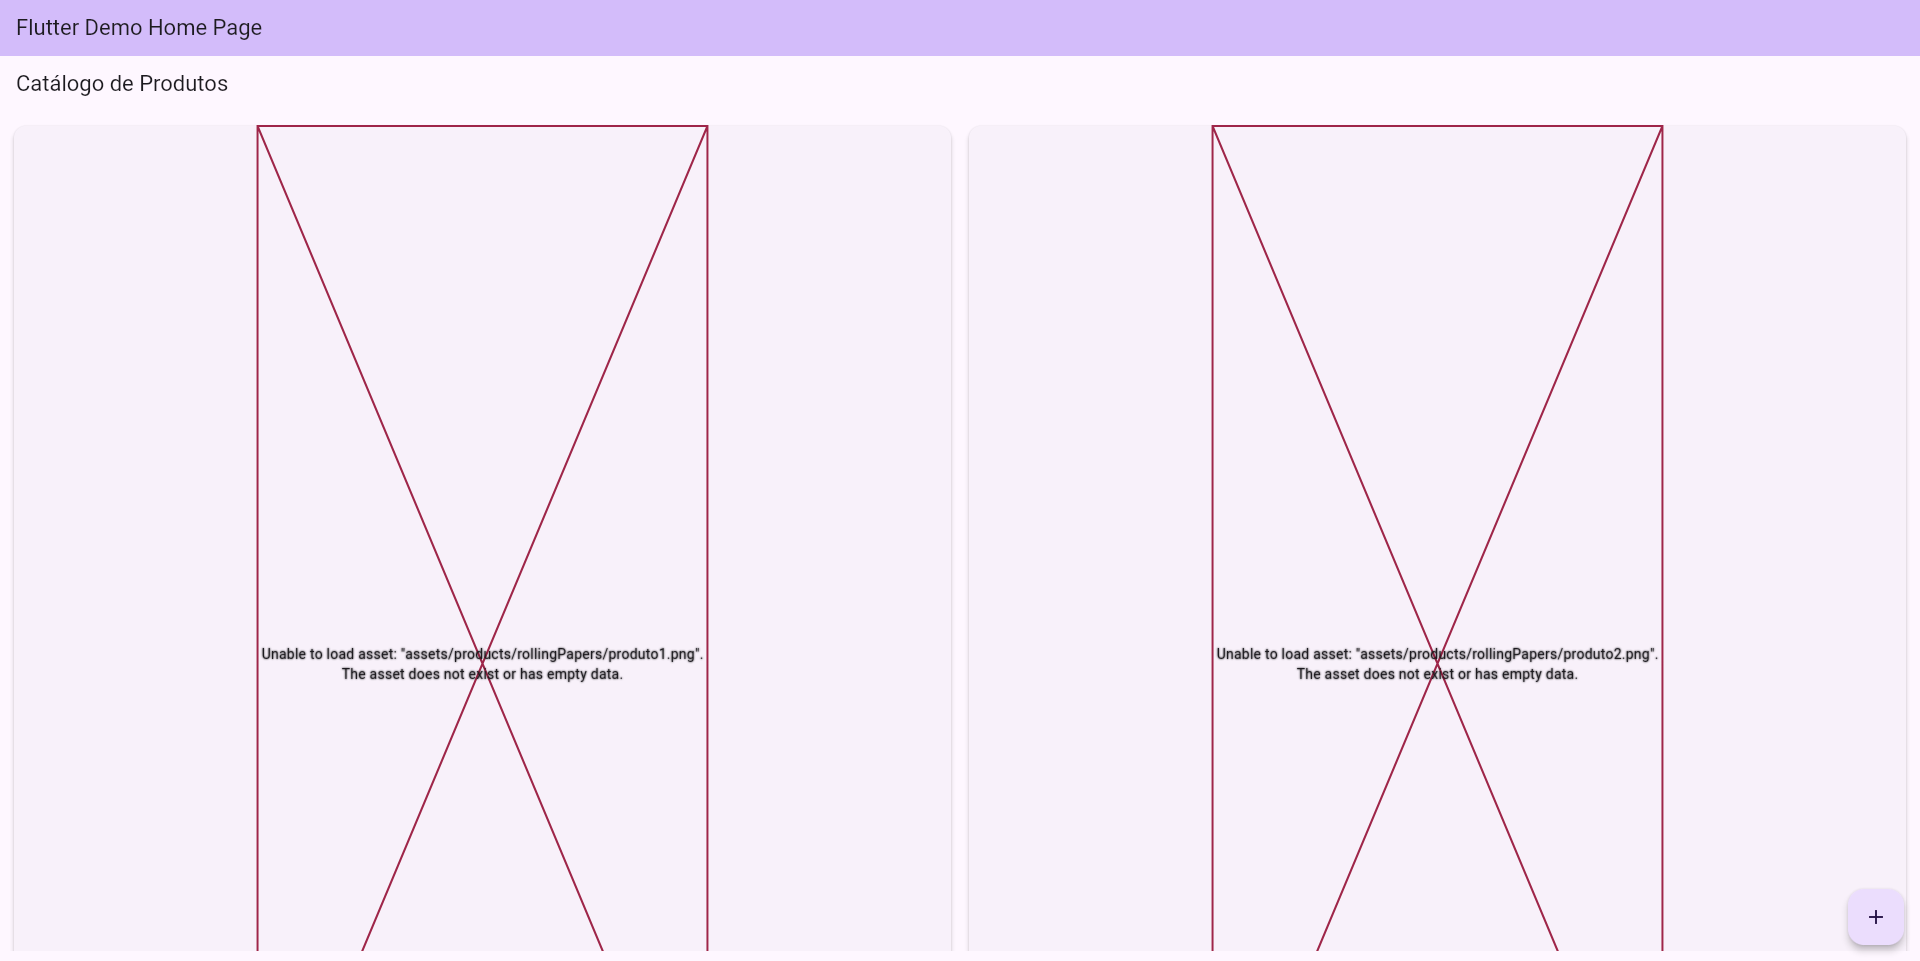 Flutter Demo Home Page
Catálogo de Produtos
Unable to load asset: "assets/products/rollingPapers/produto1.png".
The asset does not exist or has empty data.
Unable to load asset: "assets/products/rollingPapers/produto2.png".
The asset does not exist or has empty data.